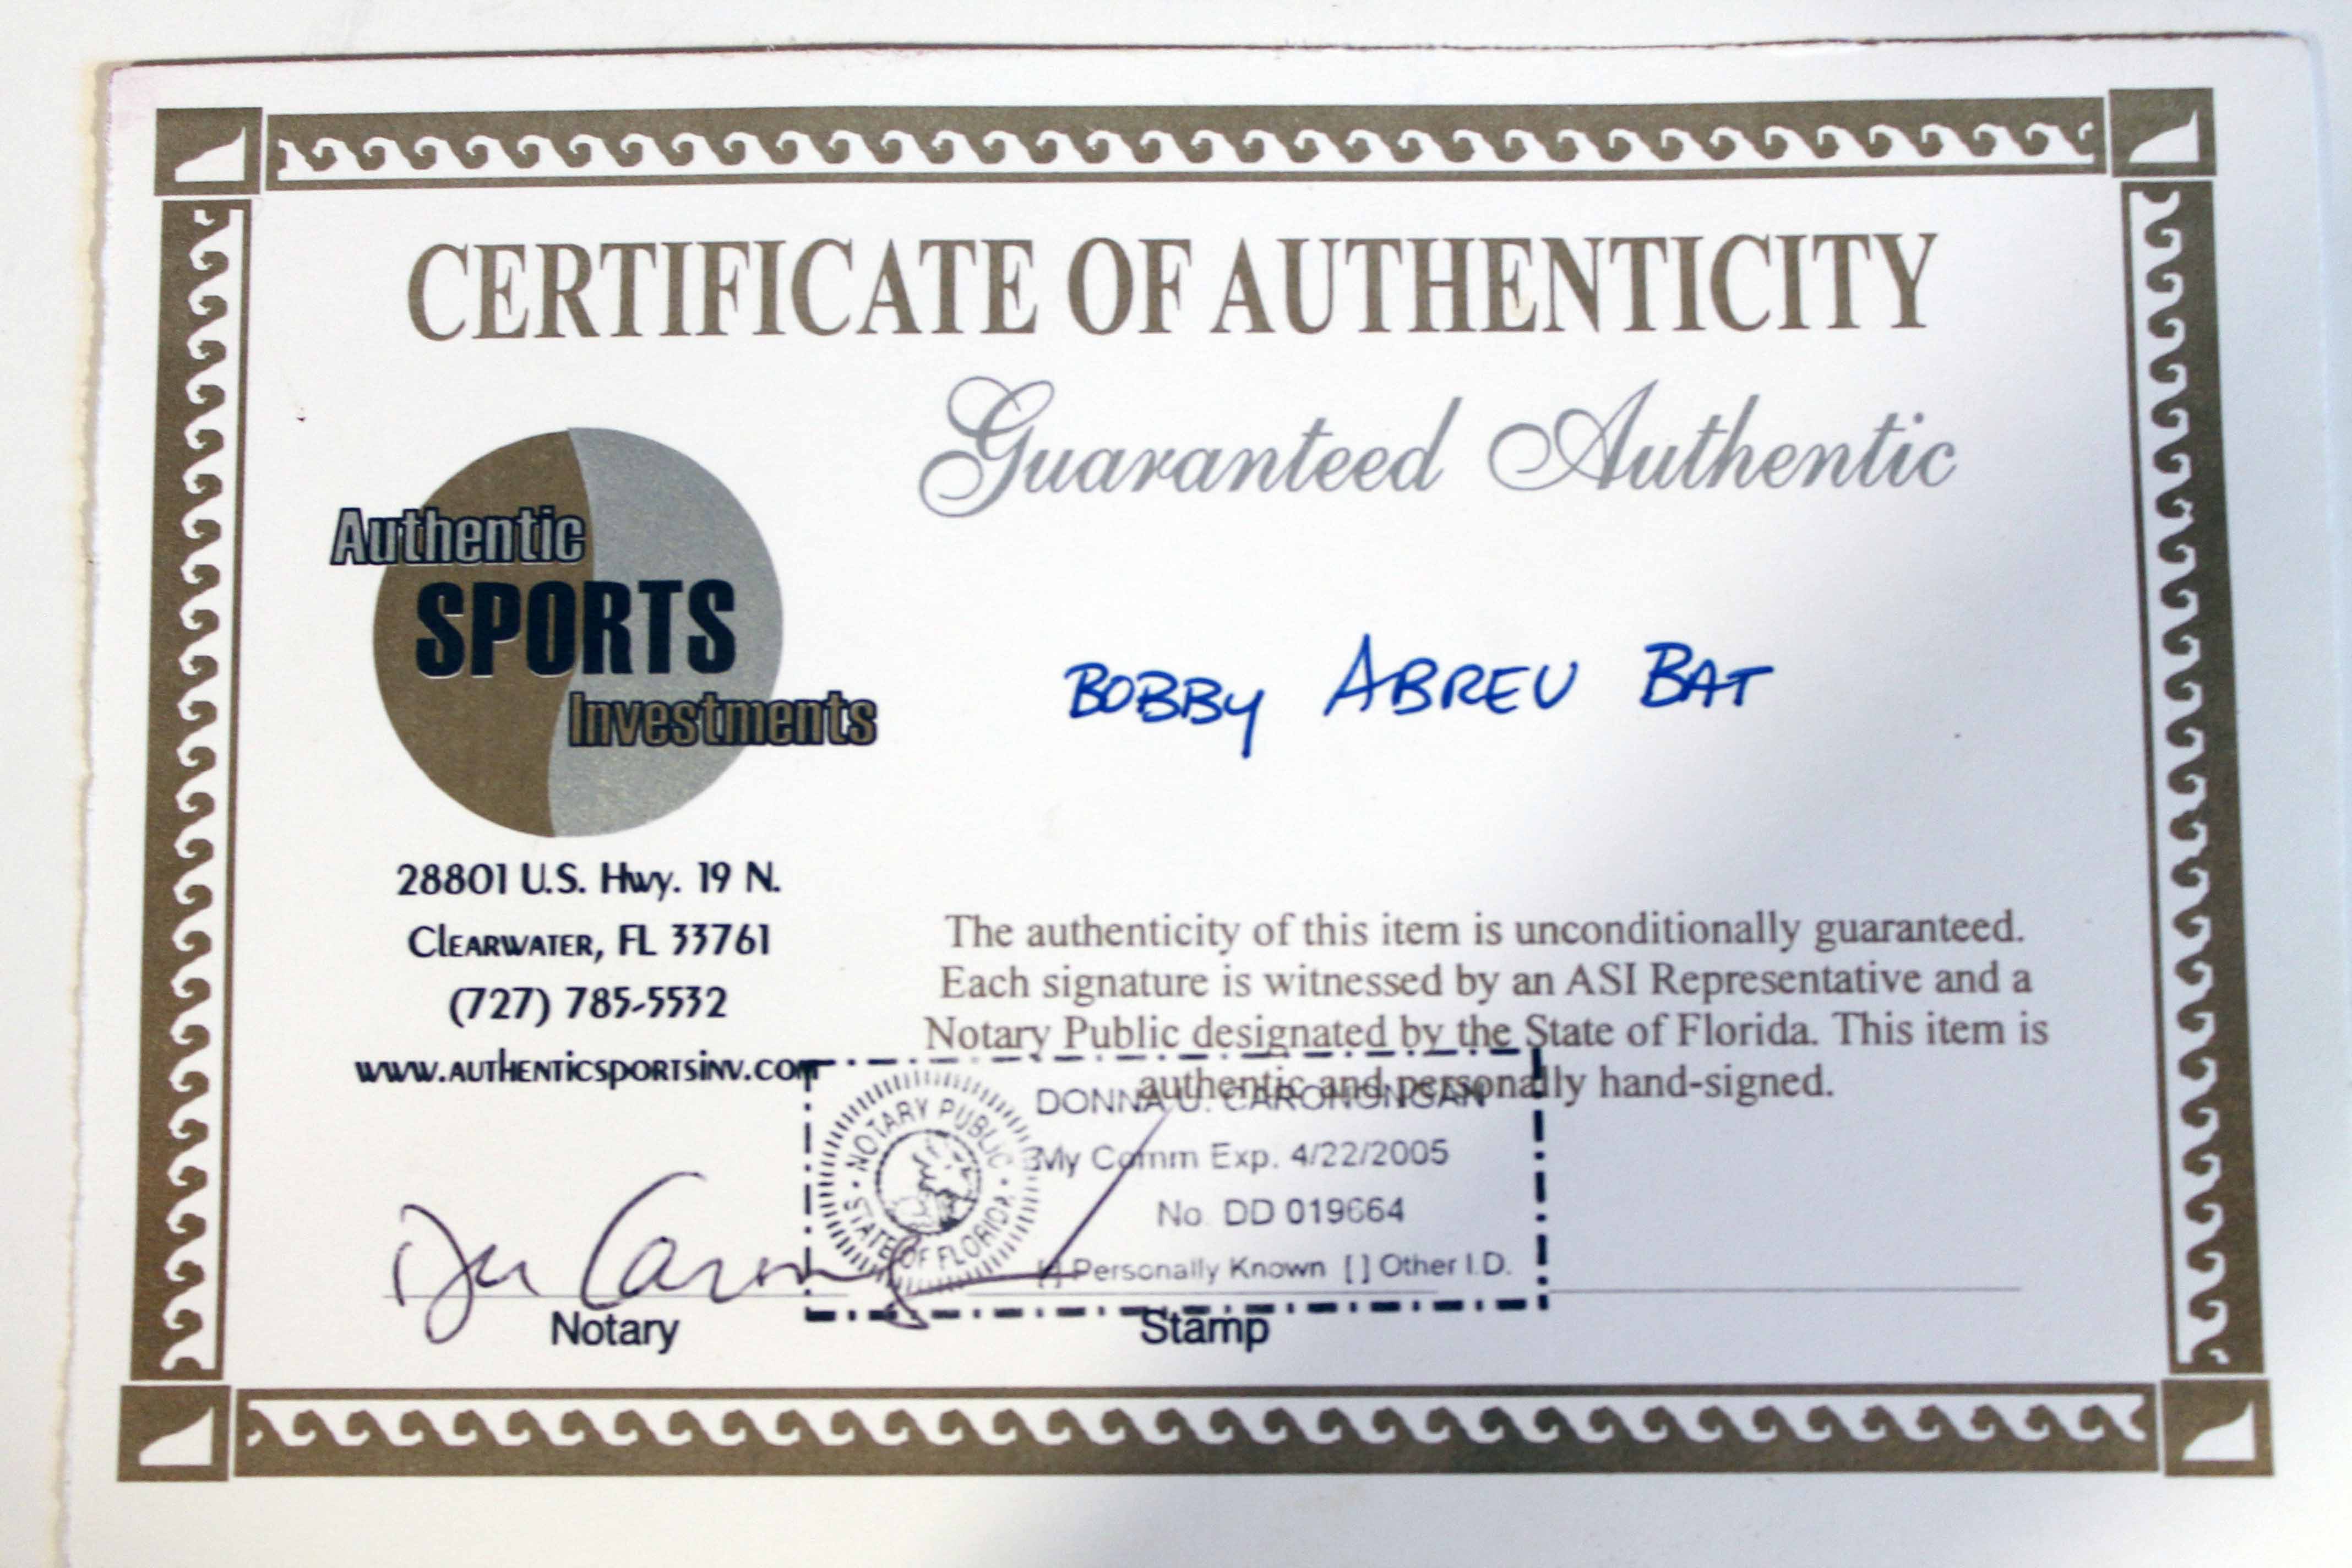 CERTIFICATE OF AUTHENTICITY
Guaranteed Authentic
Authentic
SPORTS
Investments
BOBBY ABREU BAT
28801 U.S. Hwy. 19 N.
Clearwater, FL 33761
(727) 785-5532
www.authenticsportsinv.com
The authenticity of this item is unconditionally guaranteed.
Each signature is witnessed by an ASI Representative and a
Notary Public designated by the State of Florida. This item is
authentic and personally hand-signed.
NOTARY PUBLIC
STATE OF FLORIDA
DONNA U. CARONONGAN
My Comm Exp. 4/22/2005
No. DD 019664
[ ] Personally Known [ ] Other I.D.
Notary
Stamp